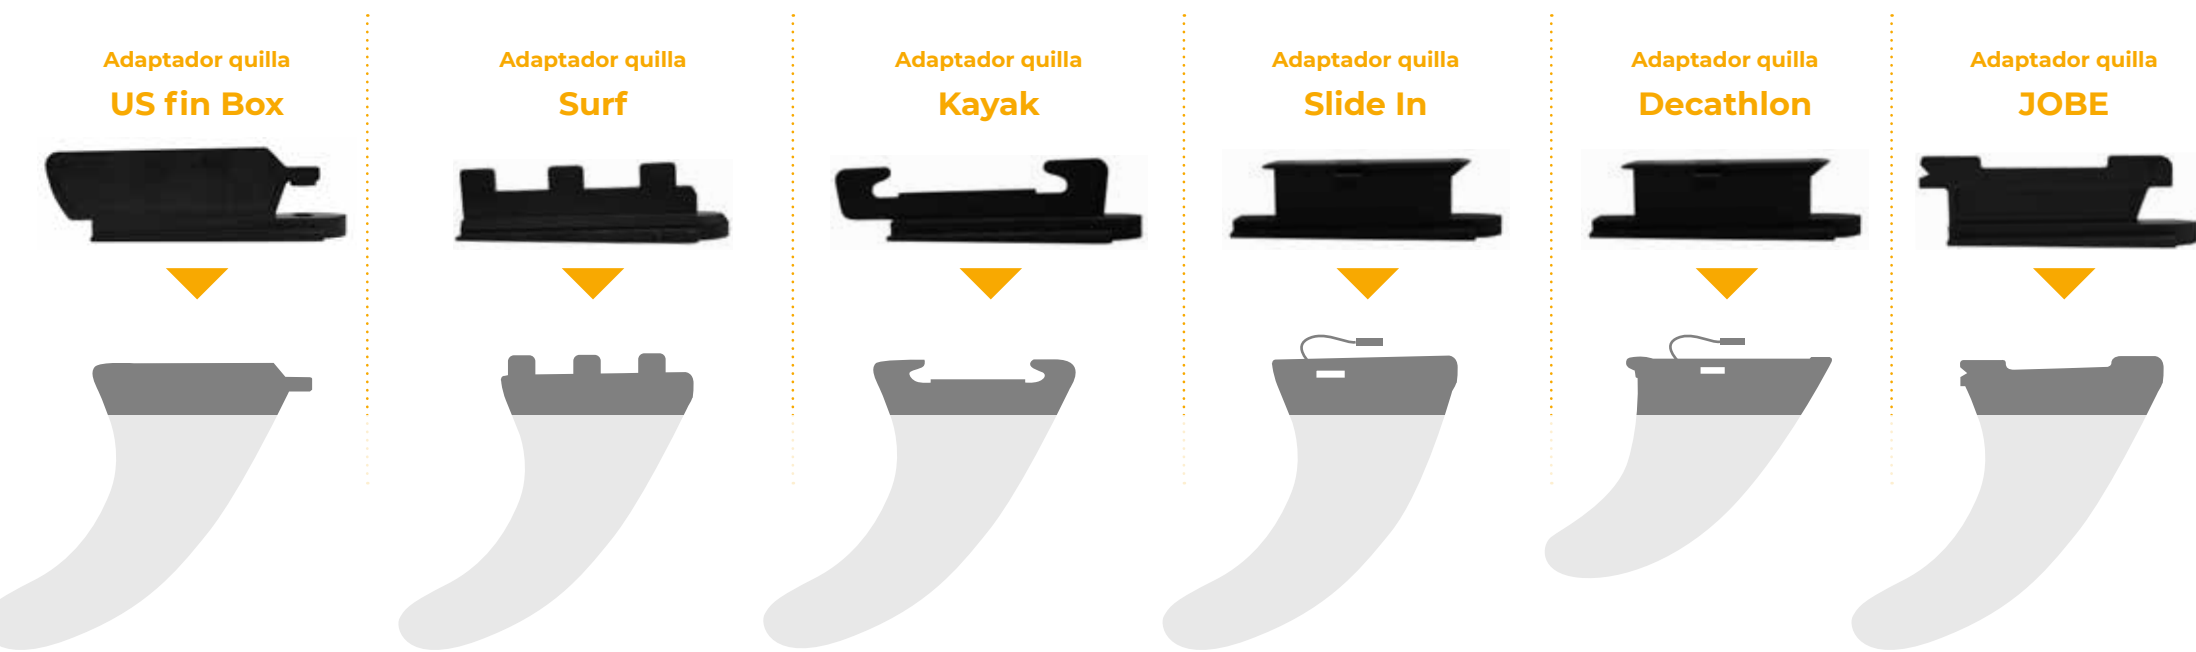 Adaptador quilla
US fin Box
Adaptador quilla
Surf
Adaptador quilla
Kayak
Adaptador quilla
Slide In
Adaptador quilla
Decathlon
Adaptador quilla
JOBE